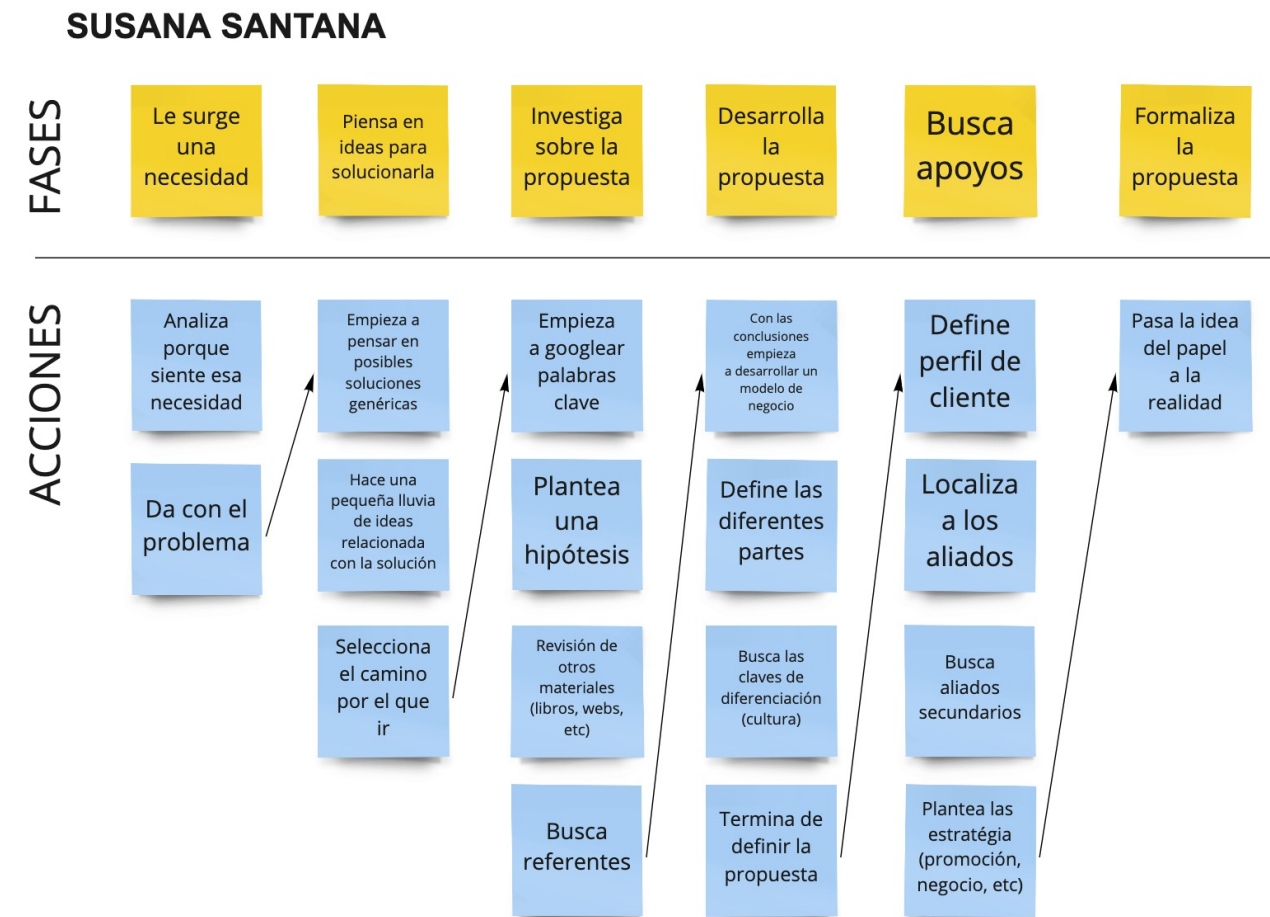 SUSANA SANTANA
FASES
Le surge
una
necesidad
Piensa en
ideas para
solucionarla
Investiga
sobre la
propuesta
Desarrolla
la
propuesta
Busca
apoyos
Formaliza
la
propuesta
ACCIONES
Analiza
porque
siente esa
necesidad
Da con el
problema
Empieza a
pensar en
posibles
soluciones
genéricas
Hace una
pequeña lluvia
de ideas
relacionada
con la solución
Selecciona
el camino
por el que
ir
Empieza
a googlear
palabras
clave
Plantea
una
hipótesis
Revisión de
otros
materiales
(libros, webs,
etc)
Busca
referentes
Con las
conclusiones
empieza
a desarrollar un
modelo de
negocio
Define las
diferentes
partes
Busca las
claves de
diferenciación
(cultura)
Termina de
definir la
propuesta
Define
perfil de
cliente
Localiza
a los
aliados
Busca
aliados
secundarios
Plantea las
estratégia
(promoción,
negocio, etc)
Pasa la idea
del papel
a la
realidad